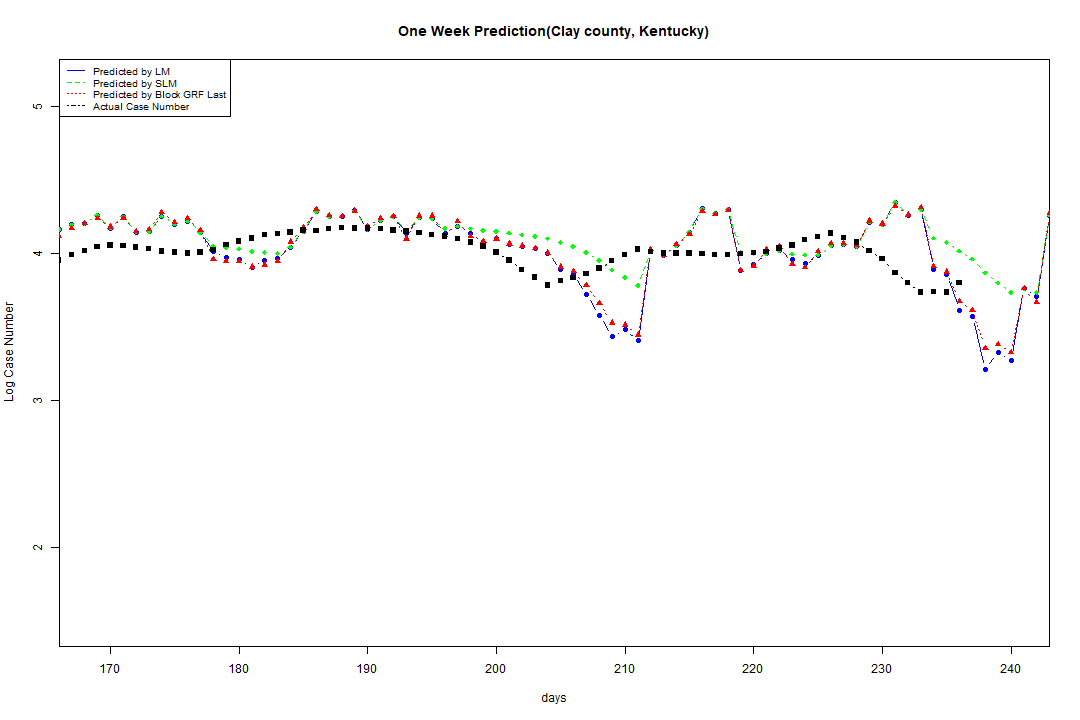 One Week Prediction(Clay county, Kentucky)
Predicted by LM
Predicted by SLM
Predicted by Block GRF Last
Actual Case Number
5
4
3
2
Log Case Number
170 180 190 200 210 220 230 240
days